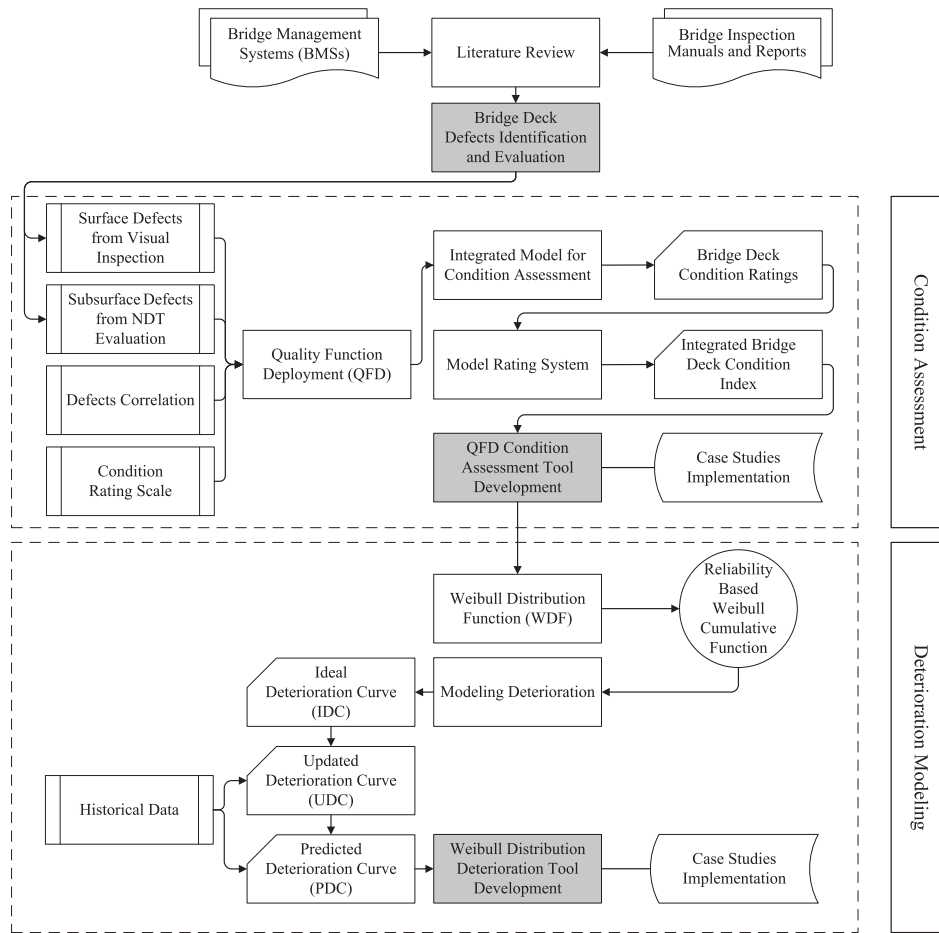 Bridge Management
Systems (BMSs)
Literature Review
Bridge Inspection
Manuals and Reports
Bridge Deck
Defects Identification
and Evaluation
Surface Defects
from Visual
Inspection
Subsurface Defects
from NDT
Evaluation
Defects Correlation
Condition
Rating Scale
Quality Function
Deployment (QFD)
Integrated Model for
Condition Assessment
Bridge Deck
Condition Ratings
Model Rating System
Integrated Bridge
Deck Condition
Index
QFD Condition
Assessment Tool
Development
Case Studies
Implementation
Condition Assessment
Weibull Distribution
Function (WDF)
Reliability
Based
Weibull
Cumulative
Function
Modeling Deterioration
Ideal
Deterioration Curve
(IDC)
Updated
Deterioration Curve
(UDC)
Historical Data
Predicted
Deterioration Curve
(PDC)
Weibull Distribution
Deterioration Tool
Development
Case Studies
Implementation
Deterioration Modeling